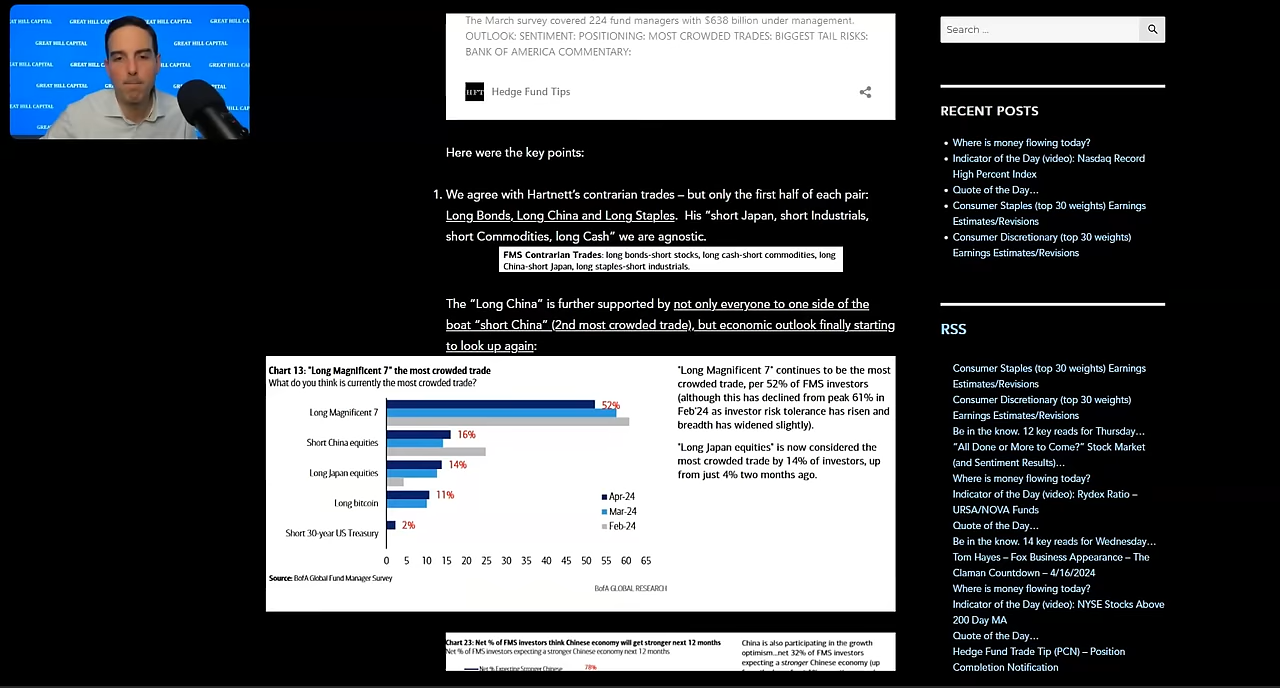 GREAT HILL CAPITAL
The March survey covered 224 fund managers with $638 billion under management.
OUTLOOK: SENTIMENT: POSITIONING: MOST CROWDED TRADES: BIGGEST TAIL RISKS:
BANK OF AMERICA COMMENTARY:
HFT Hedge Fund Tips
Here were the key points:
1. We agree with Hartnett's contrarian trades – but only the first half of each pair:
Long Bonds, Long China and Long Staples. His "short Japan, short Industrials,
short Commodities, long Cash" we are agnostic.
FMS Contrarian Trades: long bonds-short stocks, long cash-short commodities, long
China-short Japan, long staples-short industrials.
The "Long China" is further supported by not only everyone to one side of the
boat "short China" (2nd most crowded trade), but economic outlook finally starting
to look up again:
Chart 13: "Long Magnificent 7" the most crowded trade
What do you think is currently the most crowded trade?
Long Magnificent 7 52%
Short China equities 16%
Long Japan equities 14%
Long bitcoin 11%
Short 30-year US Treasury 2%
Apr-24
Mar-24
Feb-24
0 5 10 15 20 25 30 35 40 45 50 55 60 65
Source: BofA Global Fund Manager Survey
BofA GLOBAL RESEARCH
"Long Magnificent 7" continues to be the most
crowded trade, per 52% of FMS investors
(although this has declined from peak 61% in
Feb'24 as investor risk tolerance has risen and
breadth has widened slightly).
"Long Japan equities" is now considered the
most crowded trade by 14% of investors, up
from just 4% two months ago.
Chart 23: Net % of FMS investors think Chinese economy will get stronger next 12 months
Net % of FMS investors expecting a stronger Chinese economy next 12 months
Net % Expecting Stronger Chinese
78%
China is also participating in the growth
optimism...net 32% of FMS investors
expecting a stronger Chinese economy (up
Search ...
RECENT POSTS
Where is money flowing today?
Indicator of the Day (video): Nasdaq Record
High Percent Index
Quote of the Day…
Consumer Staples (top 30 weights) Earnings
Estimates/Revisions
Consumer Discretionary (top 30 weights)
Earnings Estimates/Revisions
RSS
Consumer Staples (top 30 weights) Earnings
Estimates/Revisions
Consumer Discretionary (top 30 weights)
Earnings Estimates/Revisions
Be in the know. 12 key reads for Thursday…
"All Done or More to Come?" Stock Market
(and Sentiment Results)…
Where is money flowing today?
Indicator of the Day (video): Rydex Ratio –
URSA/NOVA Funds
Quote of the Day…
Be in the know. 14 key reads for Wednesday…
Tom Hayes – Fox Business Appearance – The
Claman Countdown – 4/16/2024
Where is money flowing today?
Indicator of the Day (video): NYSE Stocks Above
200 Day MA
Quote of the Day…
Hedge Fund Trade Tip (PCN) – Position
Completion Notification